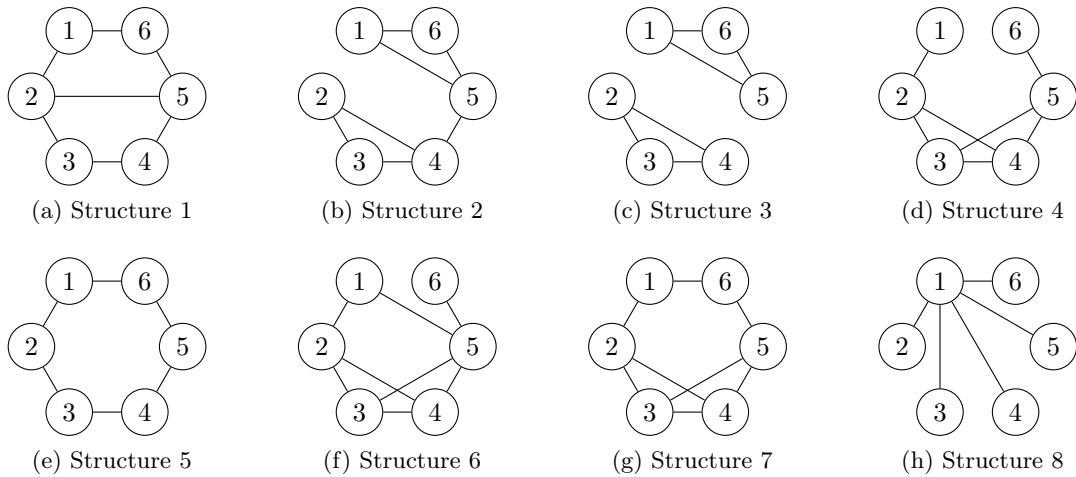 1 6 1 6 1 6 1 6
2 5 2 5 2 5 2 5
3 4 3 4 3 4 3 4
(a) Structure 1 (b) Structure 2 (c) Structure 3 (d) Structure 4
1 6 1 6 1 6 1 6
2 5 2 5 2 5 2 5
3 4 3 4 3 4 3 4
(e) Structure 5 (f) Structure 6 (g) Structure 7 (h) Structure 8